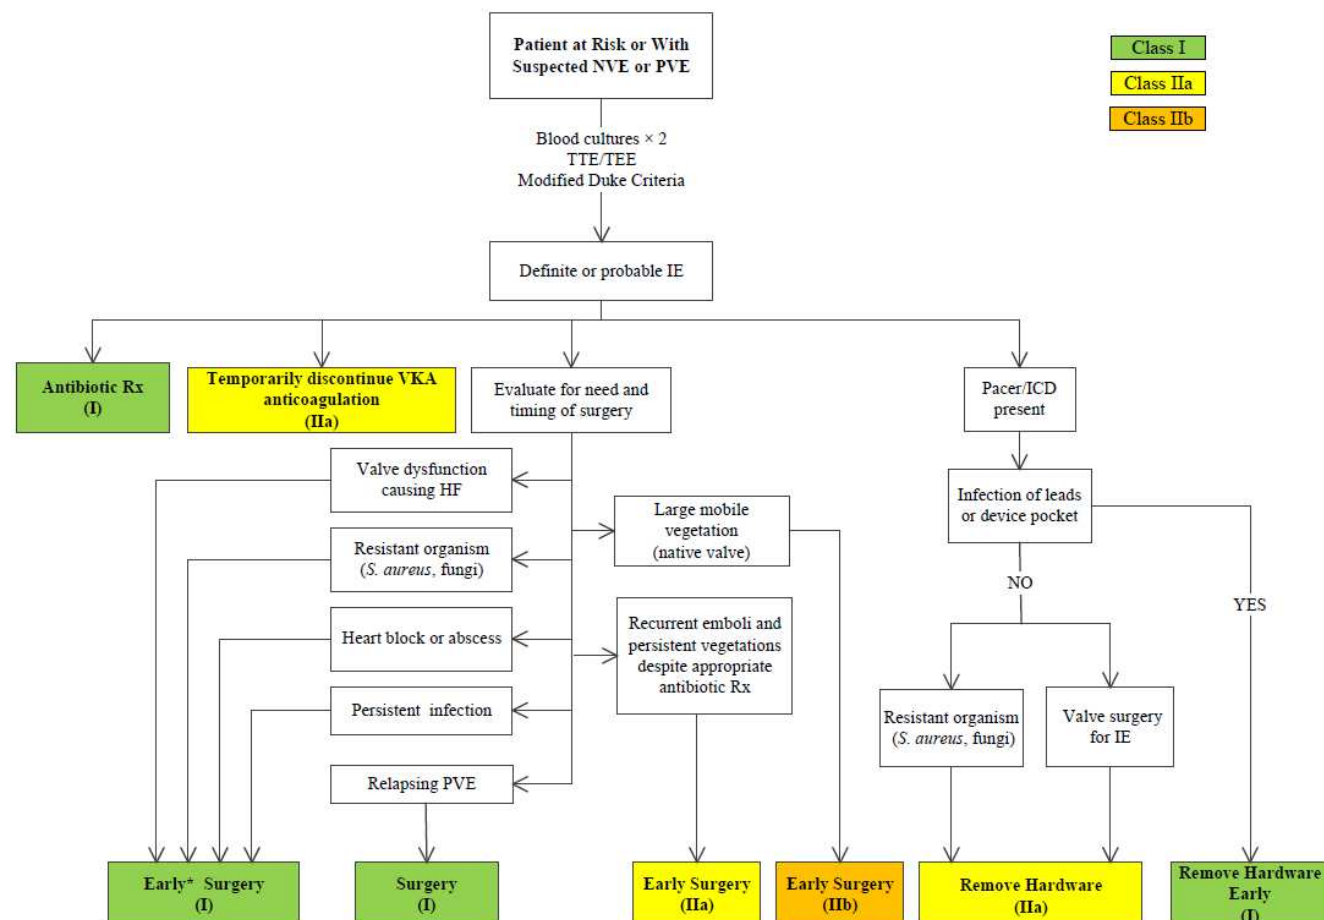 Patient at Risk or With
Suspected NVE or PVE
Class I
Class IIa
Class IIb
Blood cultures × 2
TTE/TEE
Modified Duke Criteria
Definite or probable IE
Antibiotic Rx
(I)
Temporarily discontinue VKA
anticoagulation
(IIa)
Evaluate for need and
timing of surgery
Pacer/ICD
present
Valve dysfunction
causing HF
Large mobile
vegetation
(native valve)
Infection of leads
or device pocket
Resistant organism
(S. aureus, fungi)
NO
YES
Heart block or abscess
Recurrent emboli and
persistent vegetations
despite appropriate
antibiotic Rx
Persistent infection
Resistant organism
(S. aureus, fungi)
Valve surgery
for IE
Relapsing PVE
Early* Surgery
(I)
Surgery
(I)
Early Surgery
(IIa)
Early Surgery
(IIb)
Remove Hardware
(IIa)
Remove Hardware
Early
(I)